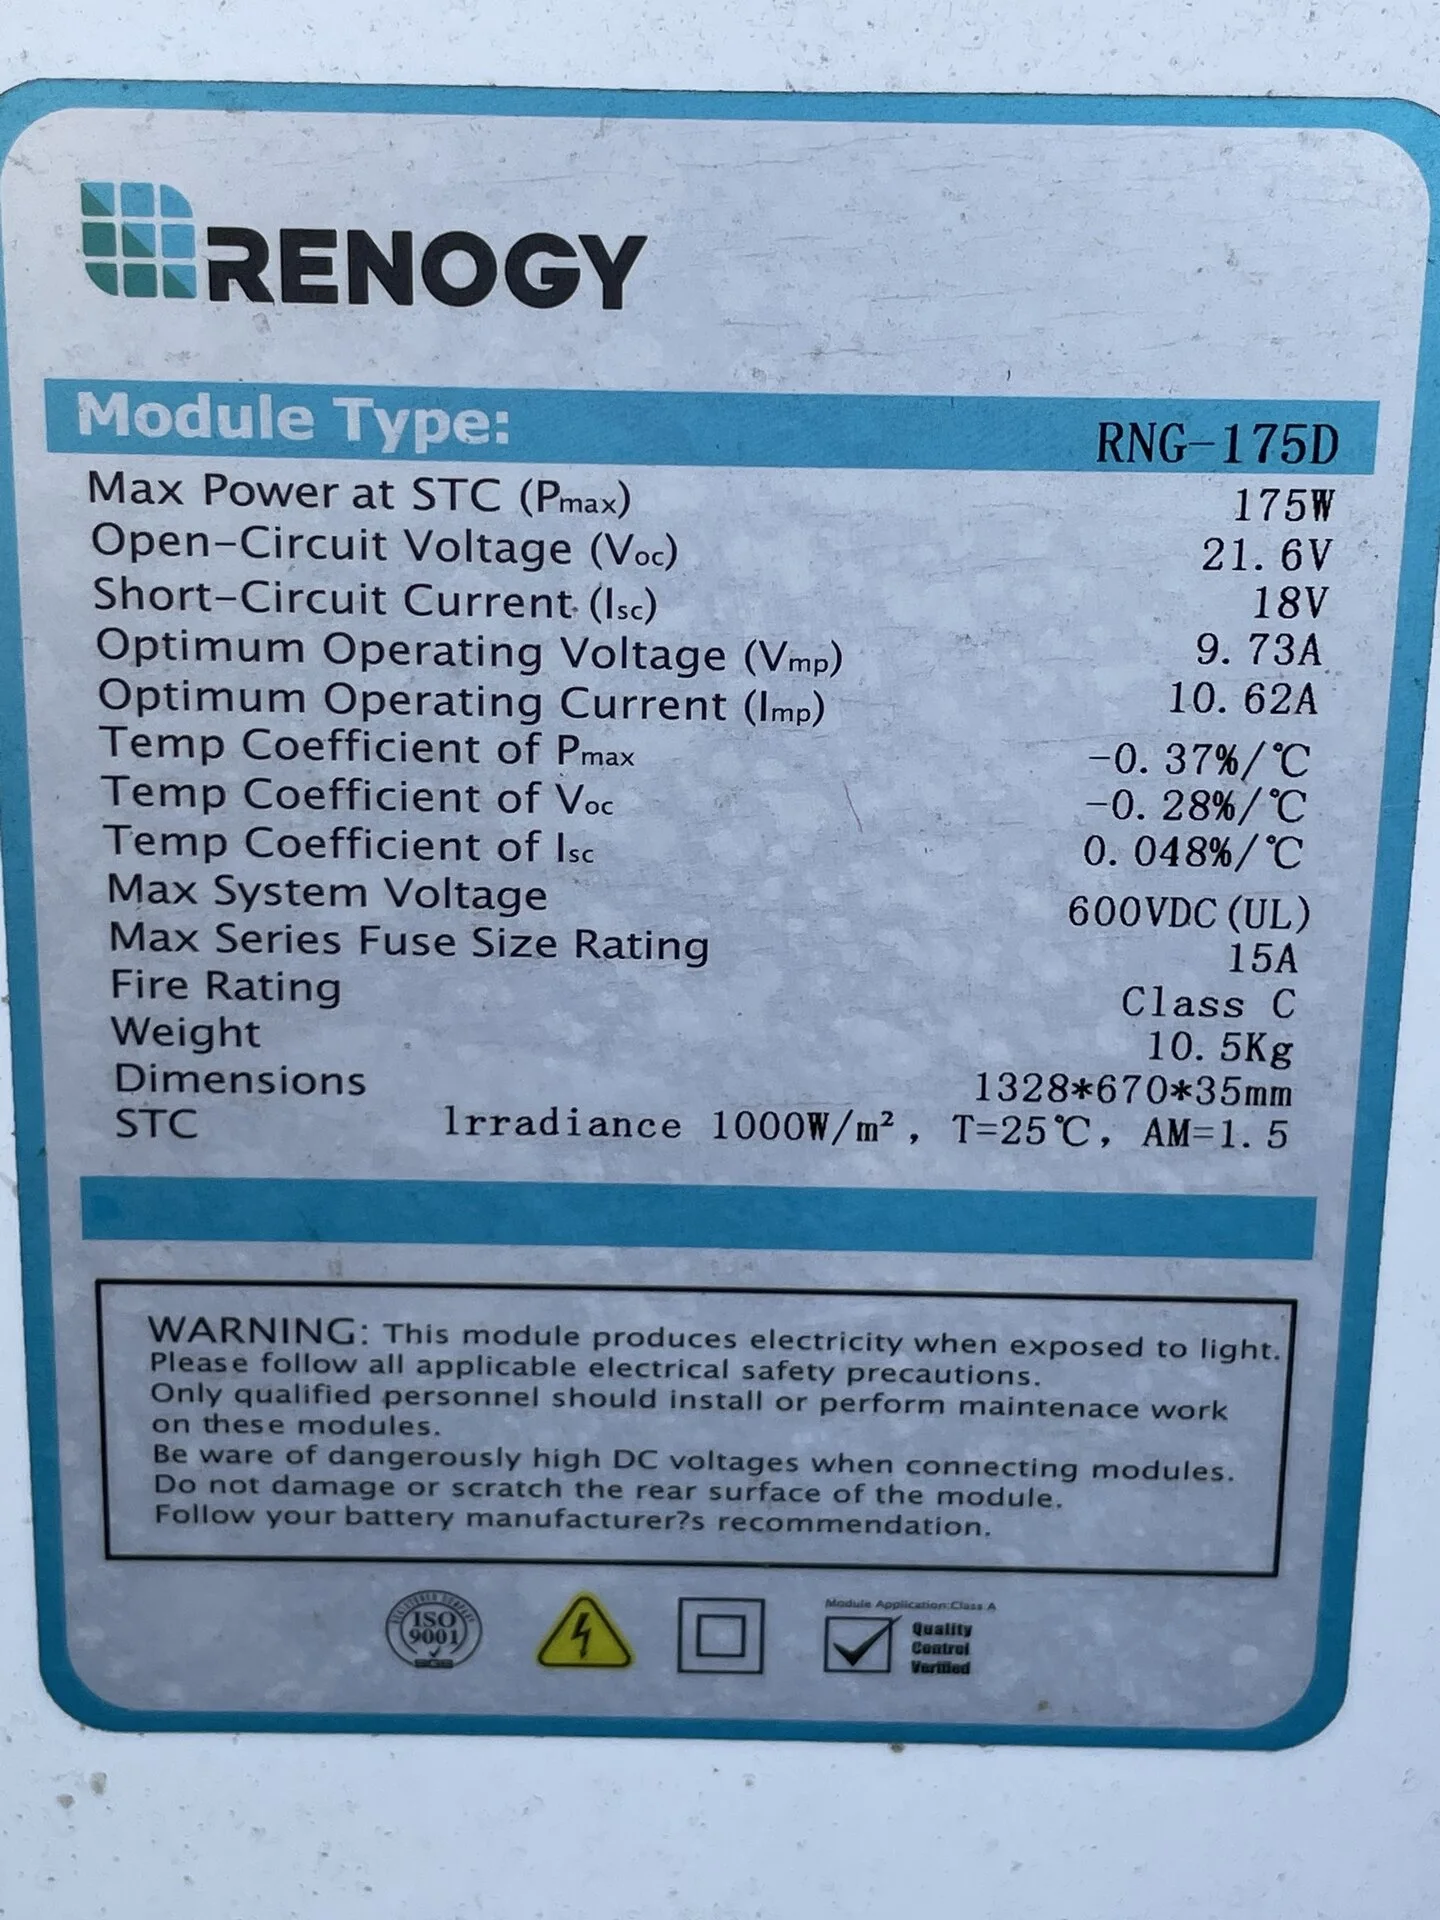 RENOGY
Module Type: RNG-175D
Max Power at STC (Pmax) 175W
Open-Circuit Voltage (Voc) 21.6V
Short-Circuit Current (Isc) 18V
Optimum Operating Voltage (Vmp) 9.73A
Optimum Operating Current (Imp) 10.62A
Temp Coefficient of Pmax -0.37%/℃
Temp Coefficient of Voc -0.28%/℃
Temp Coefficient of Isc 0.048%/℃
Max System Voltage 600VDC(UL)
Max Series Fuse Size Rating 15A
Fire Rating Class C
Weight 10.5Kg
Dimensions 1328*670*35mm
STC lrradiance 1000W/m², T=25℃, AM=1.5
WARNING: This module produces electricity when exposed to light.
Please follow all applicable electrical safety precautions.
Only qualified personnel should install or perform maintenace work
on these modules.
Be ware of dangerously high DC voltages when connecting modules.
Do not damage or scratch the rear surface of the module.
Follow your battery manufacturer?s recommendation.
ISO
9001
SGS
Module Application:Class A
Quality
Control
Verified